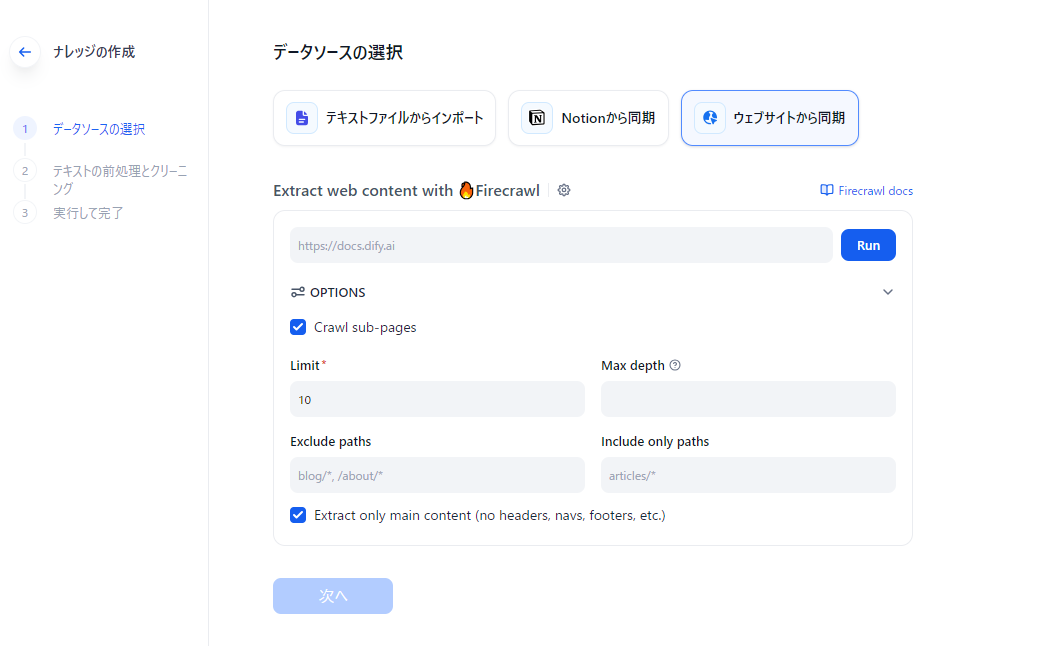 ナレッジの作成
1 データソースの選択
2 テキストの前処理とクリーニ
ング
3 実行して完了
データソースの選択
テキストファイルからインポート
Notionから同期
ウェブサイトから同期
Extract web content with 🔥Firecrawl
Firecrawl docs
https://docs.dify.ai
Run
OPTIONS
Crawl sub-pages
Limit*
Max depth
10
Exclude paths
Include only paths
blog/*, /about/*
articles/*
Extract only main content (no headers, navs, footers, etc.)
次へ